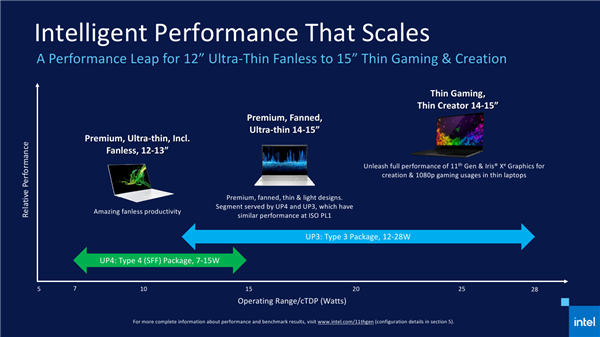 Intelligent Performance That Scales
A Performance Leap for 12” Ultra-Thin Fanless to 15” Thin Gaming & Creation
Thin Gaming,
Thin Creator 14-15”
Premium, Fanned,
Ultra-thin 14-15”
Premium, Ultra-thin, Incl.
Fanless, 12-13”
Unleash full performance of 11th Gen & Iris® Xe Graphics for
creation & 1080p gaming usages in thin laptops
Premium, fanned, thin & light designs.
Segment served by UP4 and UP3, which have
similar performance at ISO PL1
Amazing fanless productivity
Relative Performance
UP3: Type 3 Package, 12-28W
UP4: Type 4 (SFF) Package, 7-15W
5 7 10 15 20 25 28
Operating Range/cTDP (Watts)
For more complete information about performance and benchmark results, visit www.intel.com/11thgen (configuration details in section 5).
intel